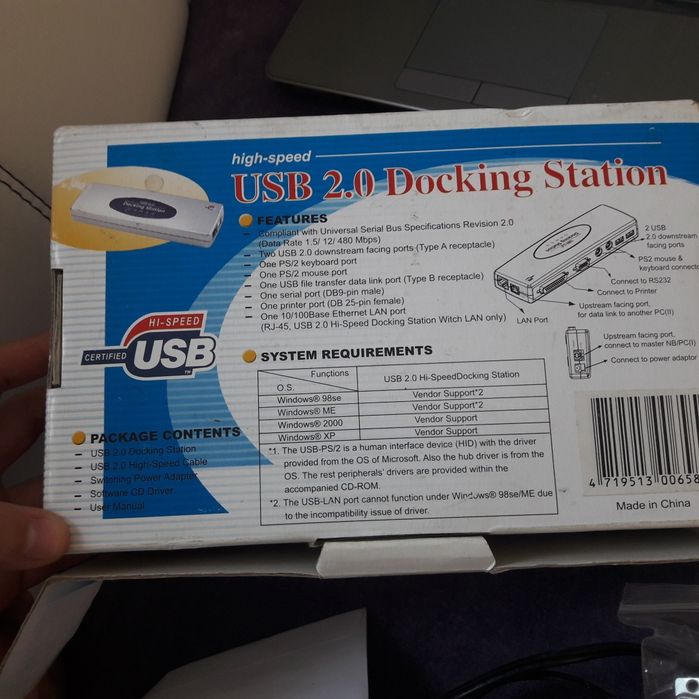 high-speed
USB 2.0 Docking Station
FEATURES
- Compliant with Universal Serial Bus Specifications Revision 2.0
(Data Rate 1.5/ 12/ 480 Mbps)
- Two USB 2.0 downstream facing ports (Type A receptacle)
- One PS/2 keyboard port
- One PS/2 mouse port
- One USB file transfer data link port (Type B receptacle)
- One serial port (DB9-pin male)
- One printer port (DB 25-pin female)
- One 10/100Base Ethernet LAN port
(RJ-45, USB 2.0 Hi-Speed Docking Station Witch LAN only)
Docking Station
2 USB
2.0 downstream
facing ports
PS2 mouse &
keyboard connecto
Connect to RS232
Connect to Printer
Upstream facing port,
for data link to another PC(II)
LAN Port
Upstream facing port,
connect to master NB/PC(I)
Connect to power adaptor
HI-SPEED
CERTIFIED
USB
TM
SYSTEM REQUIREMENTS
Functions
O.S.
USB 2.0 Hi-SpeedDocking Station
Windows® 98se Vendor Support*2
Windows® ME Vendor Support*2
Windows® 2000 Vendor Support
Windows® XP Vendor Support
*1. The USB-PS/2 is a human interface device (HID) with the driver
provided from the OS of Microsoft. Also the hub driver is from the
OS. The rest peripherals' drivers are provided within the
accompanied CD-ROM.
*2. The USB-LAN port cannot function under Windows® 98se/ME due
to the incompatibility issue of driver.
PACKAGE CONTENTS
- USB 2.0 Docking Station
- USB 2.0 High-Speed Cable
- Switching Power Adapter
- Software CD Driver
- User Manual
4 719513 00658
Made in China